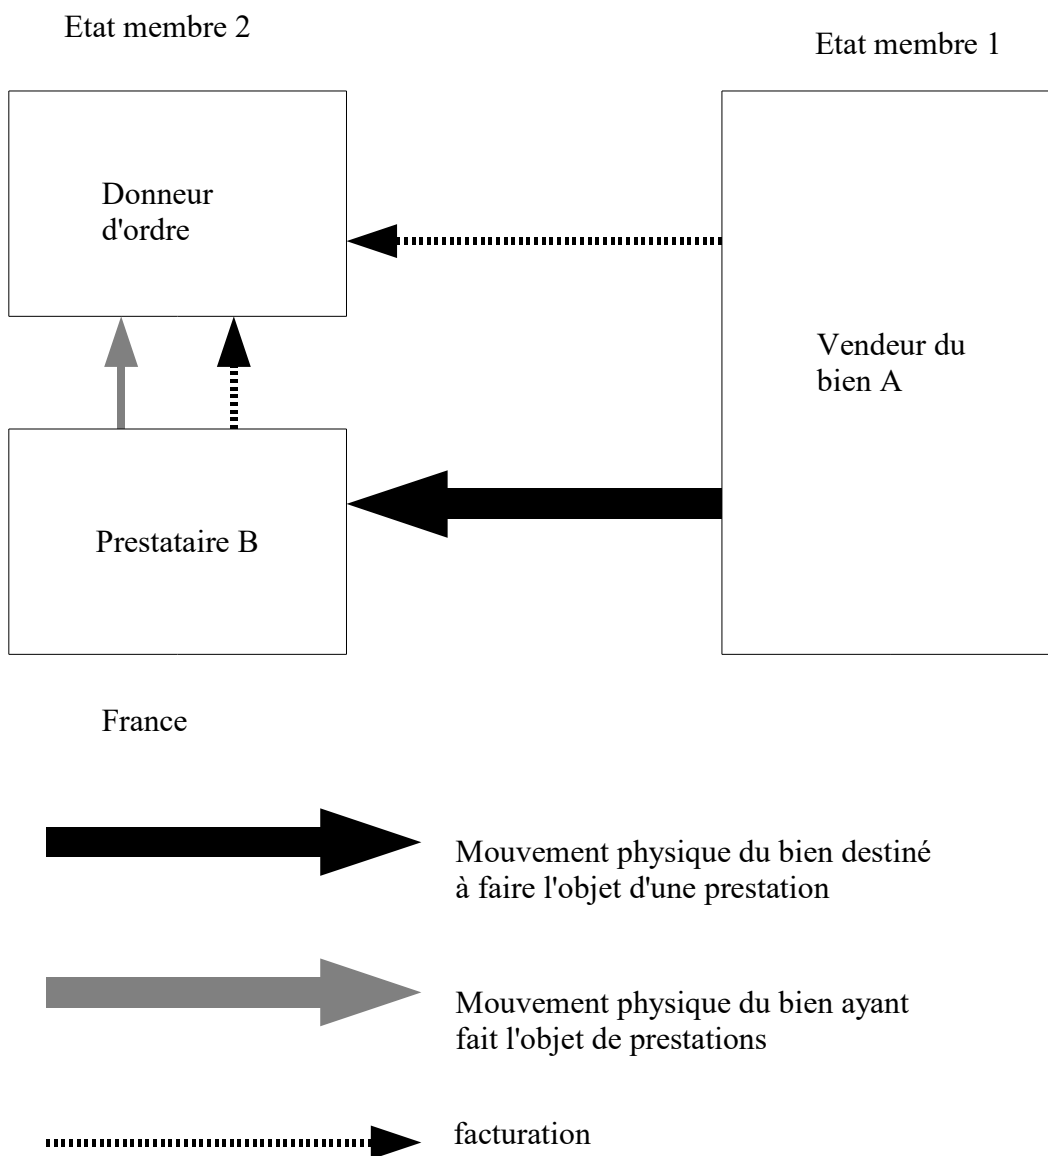 Etat membre 2
Etat membre 1
Donneur
d'ordre
Vendeur du
bien A
Prestataire B
France
Mouvement physique du bien destiné
à faire l'objet d'une prestation
Mouvement physique du bien ayant
fait l'objet de prestations
facturation